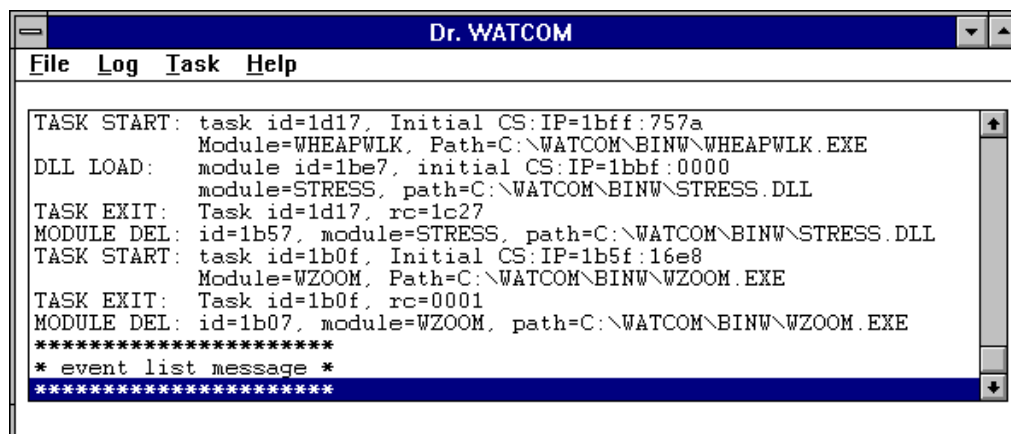 Dr. WATCOM
File Log Task Help
TASK START: task id=1d17, Initial CS:IP=1bff:757a
Module=WHEAPWLK, Path=C:\WATCOM\BINW\WHEAPWLK.EXE
DLL LOAD: module id=1be7, initial CS:IP=1bbf:0000
module=STRESS, path=C:\WATCOM\BINW\STRESS.DLL
TASK EXIT: Task id=1d17, rc=1c27
MODULE DEL: id=1b57, module=STRESS, path=C:\WATCOM\BINW\STRESS.DLL
TASK START: task id=1b0f, Initial CS:IP=1b5f:16e8
Module=WZOOM, Path=C:\WATCOM\BINW\WZOOM.EXE
TASK EXIT: Task id=1b0f, rc=0001
MODULE DEL: id=1b07, module=WZOOM, path=C:\WATCOM\BINW\WZOOM.EXE
**********************
* event list message *
**********************